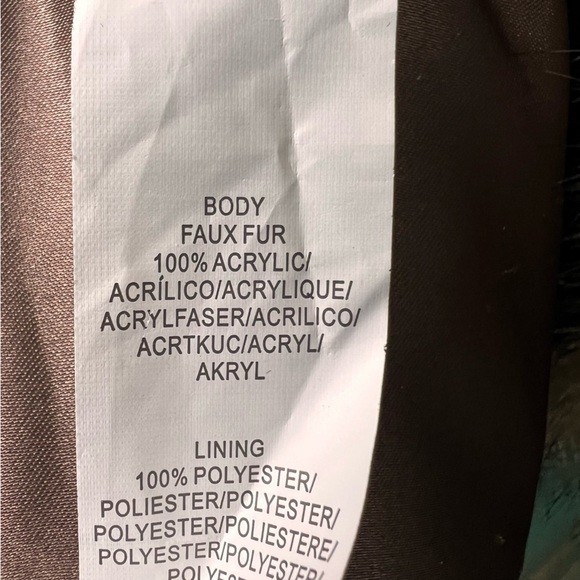 BODY
FAUX FUR
100% ACRYLIC/
ACRÍLICO/ACRYLIQUE/
ACRYLFASER/ACRILICO/
ACRTKUC/ACRYL/
AKRYL
LINING
100% POLYESTER/
POLIESTER/POLYESTER/
POLYESTER/POLIESTERE/
POLYESTER/POLYESTER/